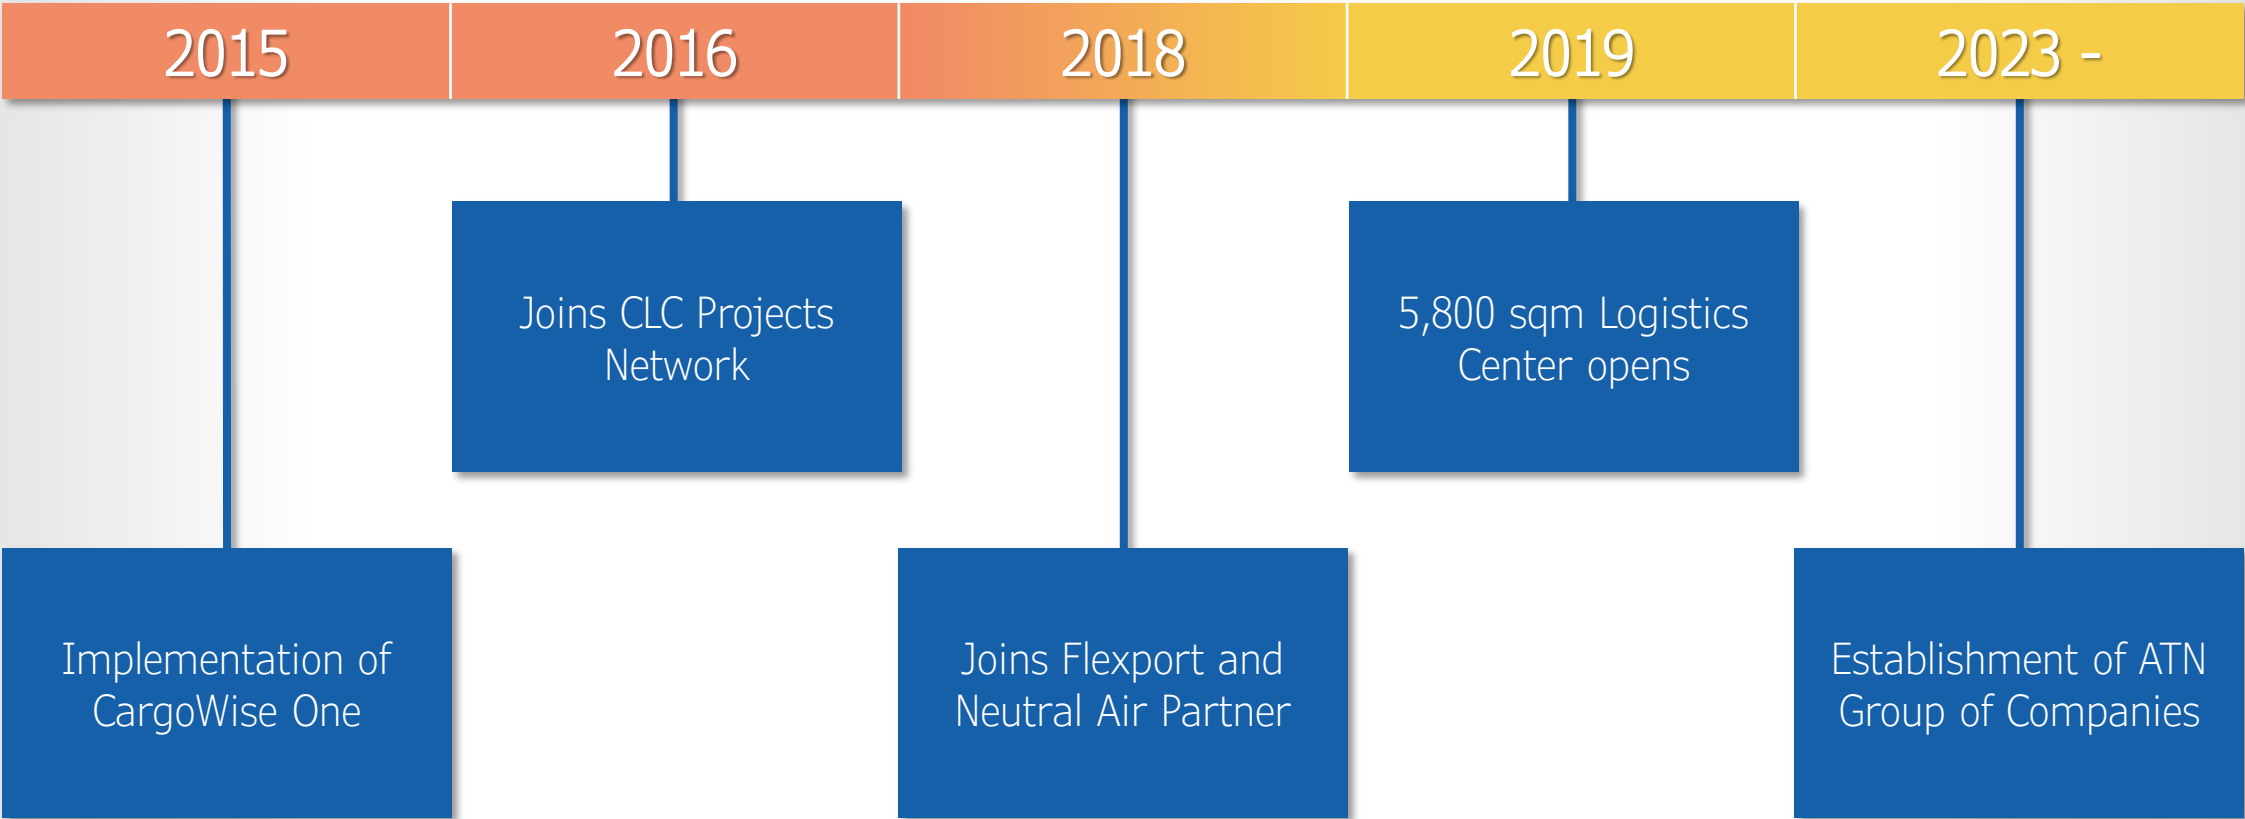 2015
2016
2018
2019
2023 -
Joins CLC Projects
Network
5,800 sqm Logistics
Center opens
Implementation of
CargoWise One
Joins Flexport and
Neutral Air Partner
Establishment of ATN
Group of Companies